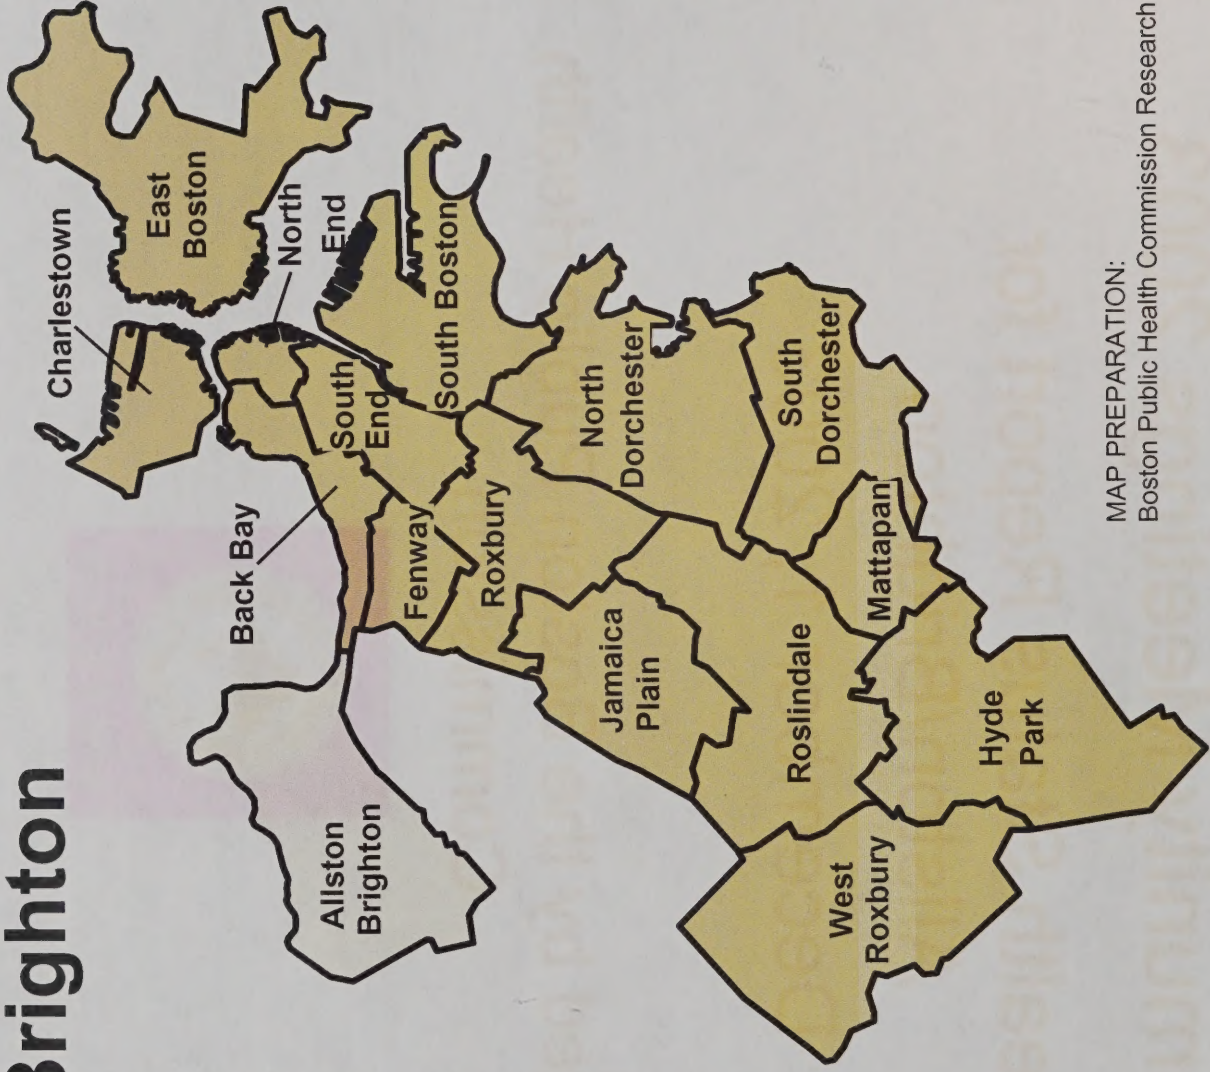 Brighton
Charlestown
East
Boston
Back Bay
North
End
Allston
Brighton
South
End
Fenway
South Boston
Roxbury
North
Dorchester
Jamaica
Plain
South
Dorchester
Roslindale
West
Roxbury
Mattapan
Hyde
Park
MAP PREPARATION:
Boston Public Health Commission Research